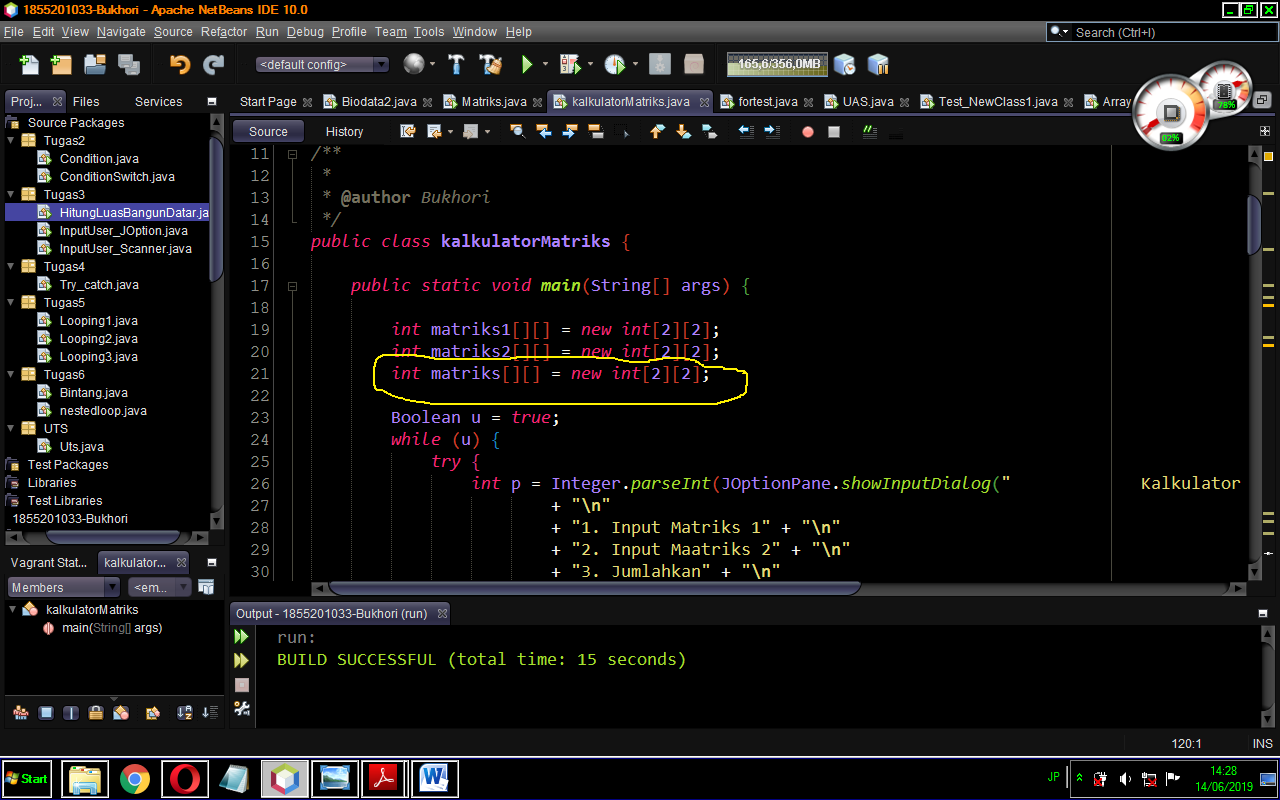 1855201033-Bukhori - Apache NetBeans IDE 10.0
File Edit View Navigate Source Refactor Run Debug Profile Team Tools Window Help
Search (Ctrl+I)
<default config>
165,6/356,0MB
Proj... Files Services
Start Page Biodata2.java Matriks.java kalkulatorMatriks.java fortest.java UAS.java Test_NewClass1.java Array
78%
02%
Source History
Source Packages
Tugas2
Condition.java
ConditionSwitch.java
Tugas3
HitungLuasBangunDatar.ja
InputUser_JOption.java
InputUser_Scanner.java
Tugas4
Try_catch.java
Tugas5
Looping1.java
Looping2.java
Looping3.java
Tugas6
Bintang.java
nestedloop.java
UTS
Uts.java
Test Packages
Libraries
Test Libraries
1855201033-Bukhori
11 /**
12 *
13 * @author Bukhori
14 */
15 public class kalkulatorMatriks {
16
17 public static void main(String[] args) {
18
19 int matriks1[][] = new int[2][2];
20 int matriks2[][] = new int[2][2];
21 int matriks[][] = new int[2][2];
22
23 Boolean u = true;
24 while (u) {
25 try {
26 int p = Integer.parseInt(JOptionPane.showInputDialog(" Kalkulator
27 + "\n"
28 + "1. Input Matriks 1" + "\n"
29 + "2. Input Maatriks 2" + "\n"
30 + "3. Jumlahkan" + "\n"
Vagrant Stat... kalkulator...
Members <em...
kalkulatorMatriks
main(String[] args)
Output - 1855201033-Bukhori (run)
run:
BUILD SUCCESSFUL (total time: 15 seconds)
120:1 INS
Start
JP
14:28
14/06/2019